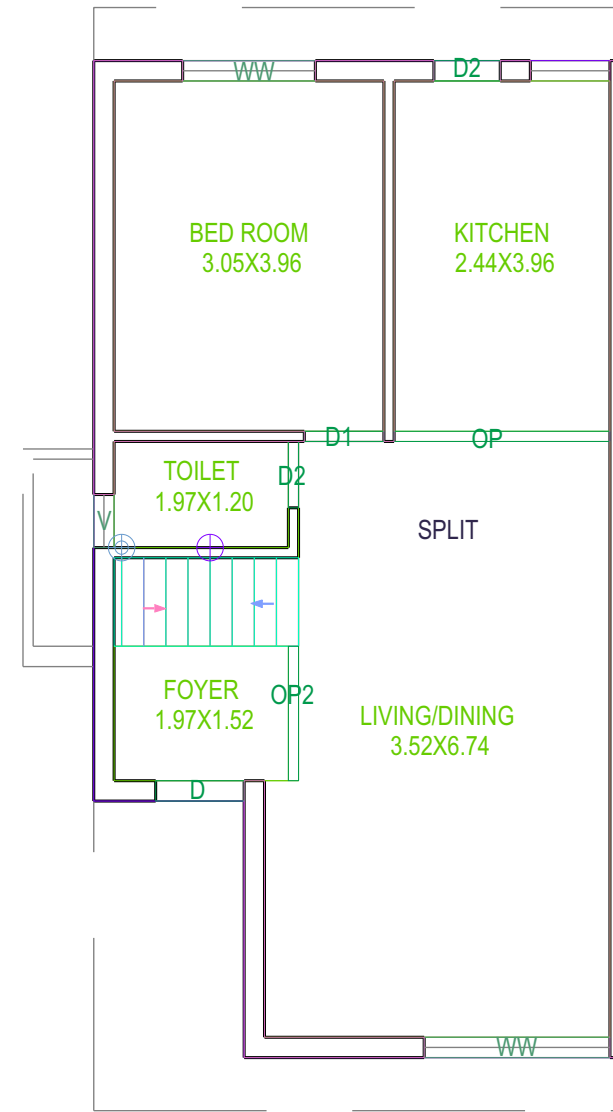 WW
D2
BED ROOM
3.05X3.96
KITCHEN
2.44X3.96
D1
OP
TOILET
1.97X1.20
D2
V
SPLIT
FOYER
1.97X1.52
OP2
LIVING/DINING
3.52X6.74
D
WW